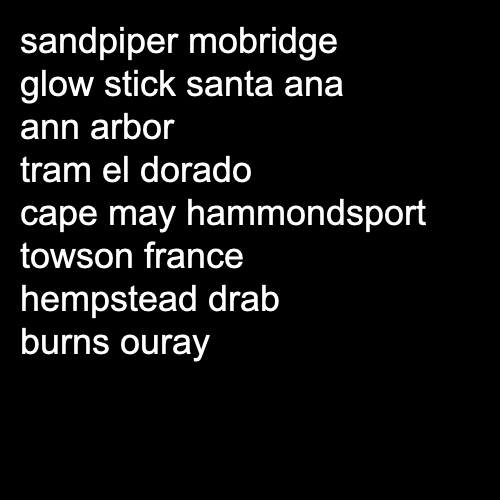 sandpiper mobridge
glow stick santa ana
ann arbor
tram el dorado
cape may hammondsport
towson france
hempstead drab
burns ouray